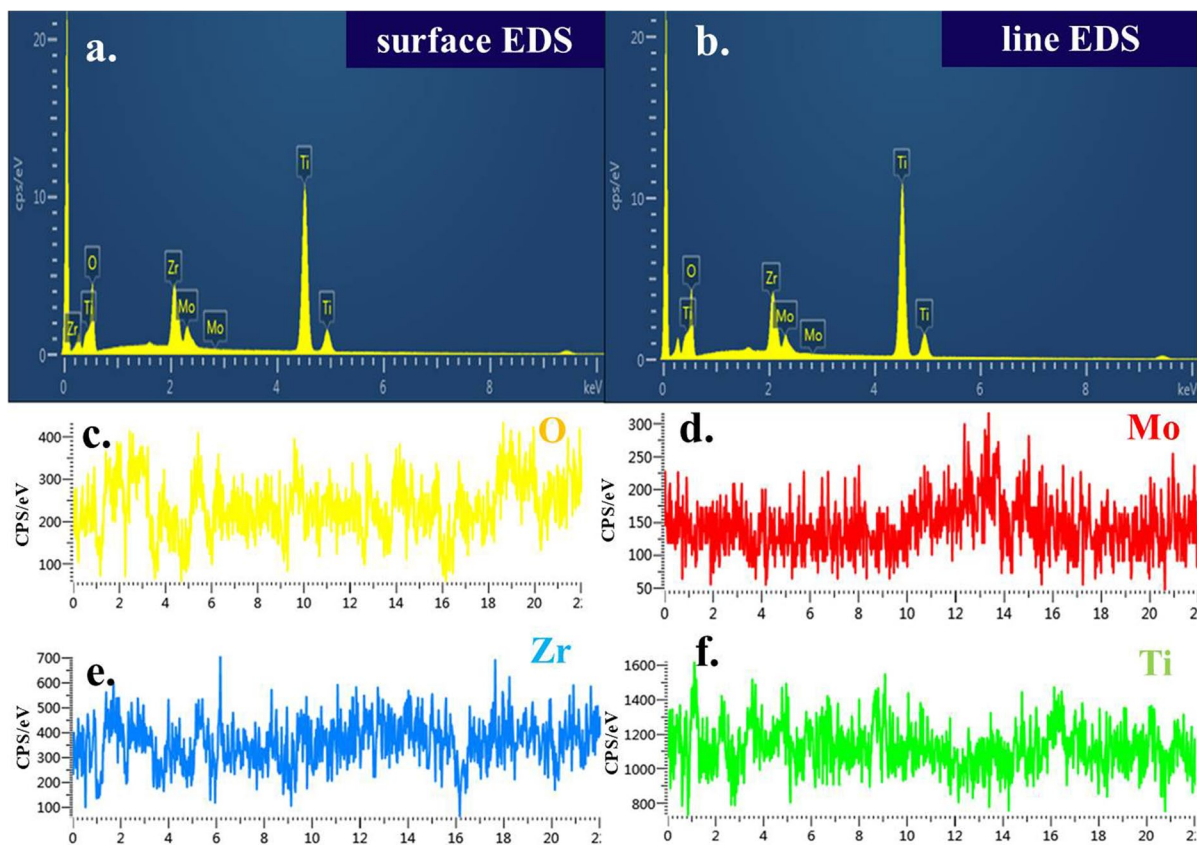 a.
surface EDS
20
10
0
cps/eV
Zr
Ti
O
Zr
Mo
Mo
Ti
Ti
0 2 4 6 8 keV
b.
line EDS
20
10
0
cps/eV
Ti
O
Zr
Mo
Mo
Ti
Ti
0 2 4 6 8 keV
c.
O
CPS/eV
400
300
200
100
0 2 4 6 8 10 12 14 16 18 20 2
d.
Mo
CPS/eV
300
250
200
150
100
50
0 2 4 6 8 10 12 14 16 18 20 2
e.
Zr
CPS/eV
700
600
500
400
300
200
100
0 2 4 6 8 10 12 14 16 18 20 22
f.
Ti
CPS/eV
1600
1400
1200
1000
800
0 2 4 6 8 10 12 14 16 18 20 2